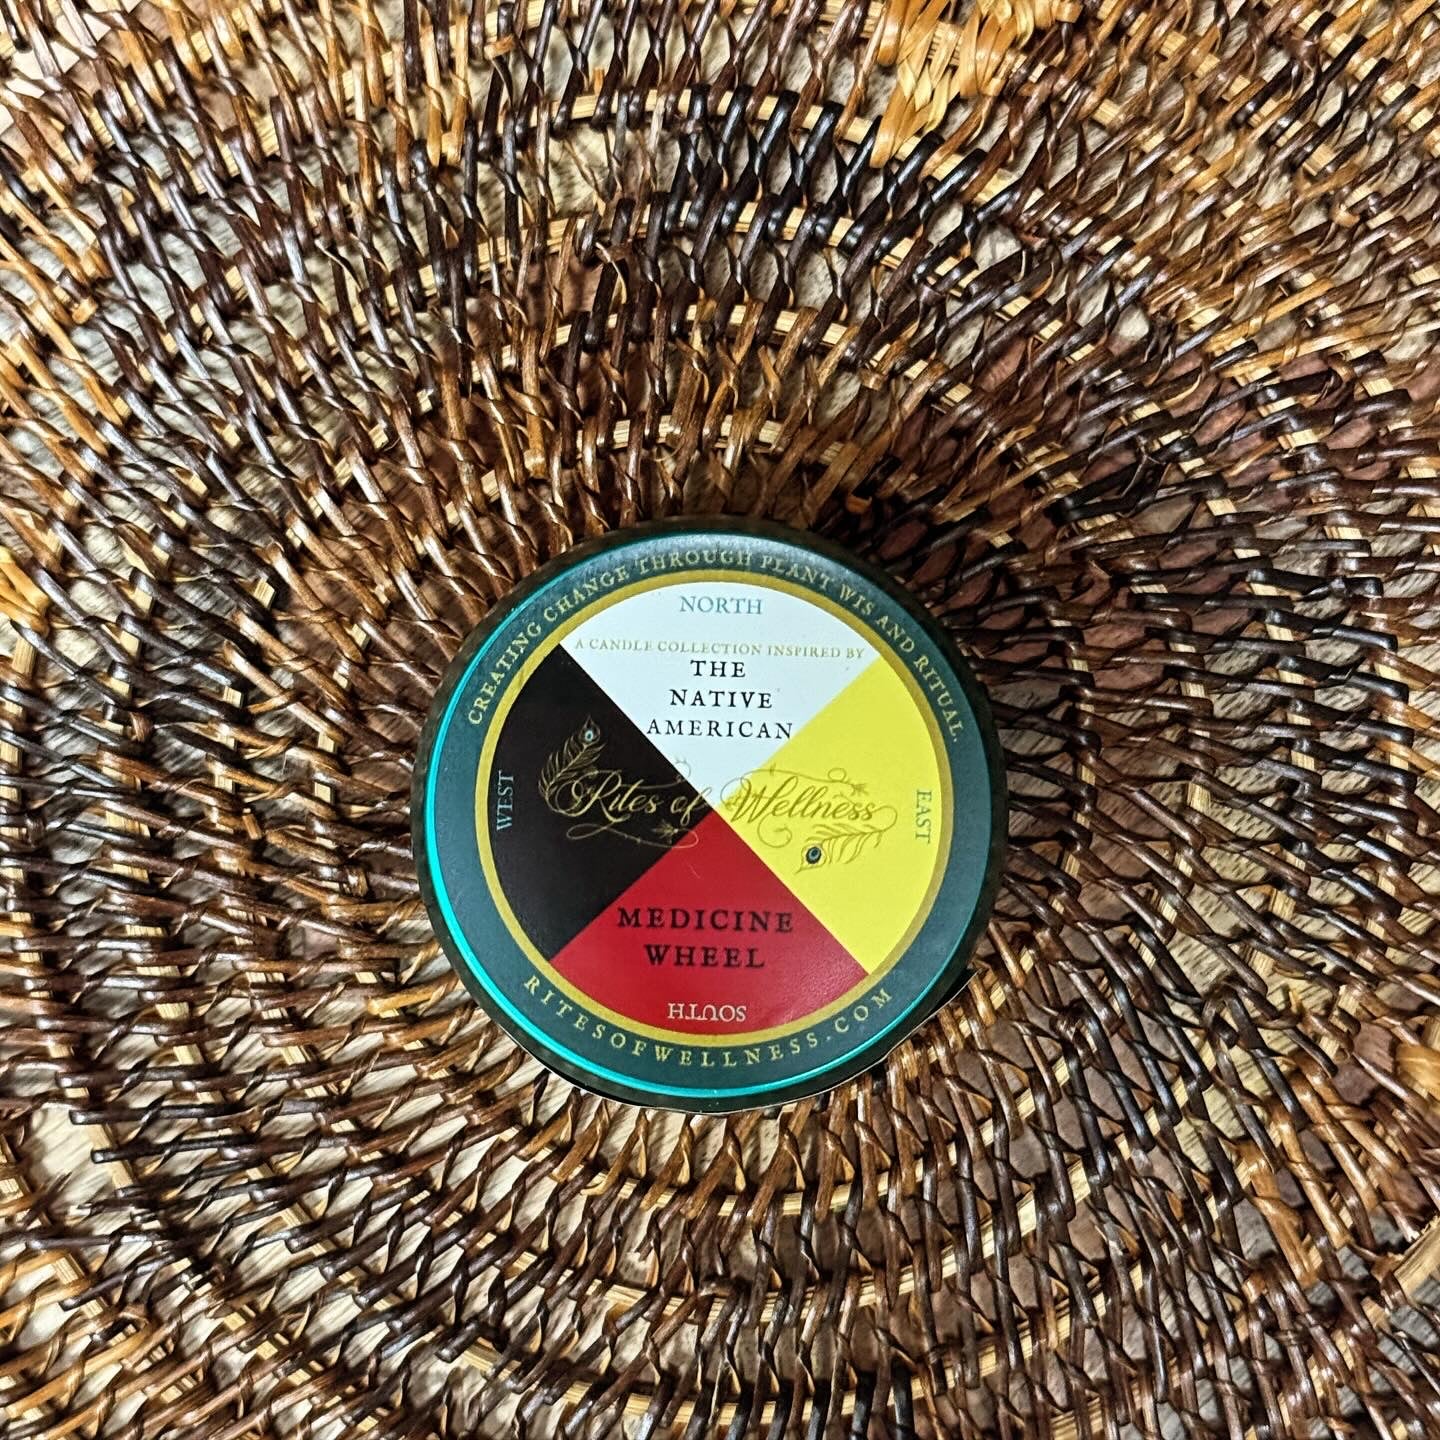 CREATING CHANGE THROUGH PLANT WIS AND RITUAL.
NORTH
A CANDLE COLLECTION INSPIRED BY
THE
NATIVE
AMERICAN
WEST
Rites of Wellness
EAST
MEDICINE
WHEEL
SOUTH
RITESOFWELLNESS.COM